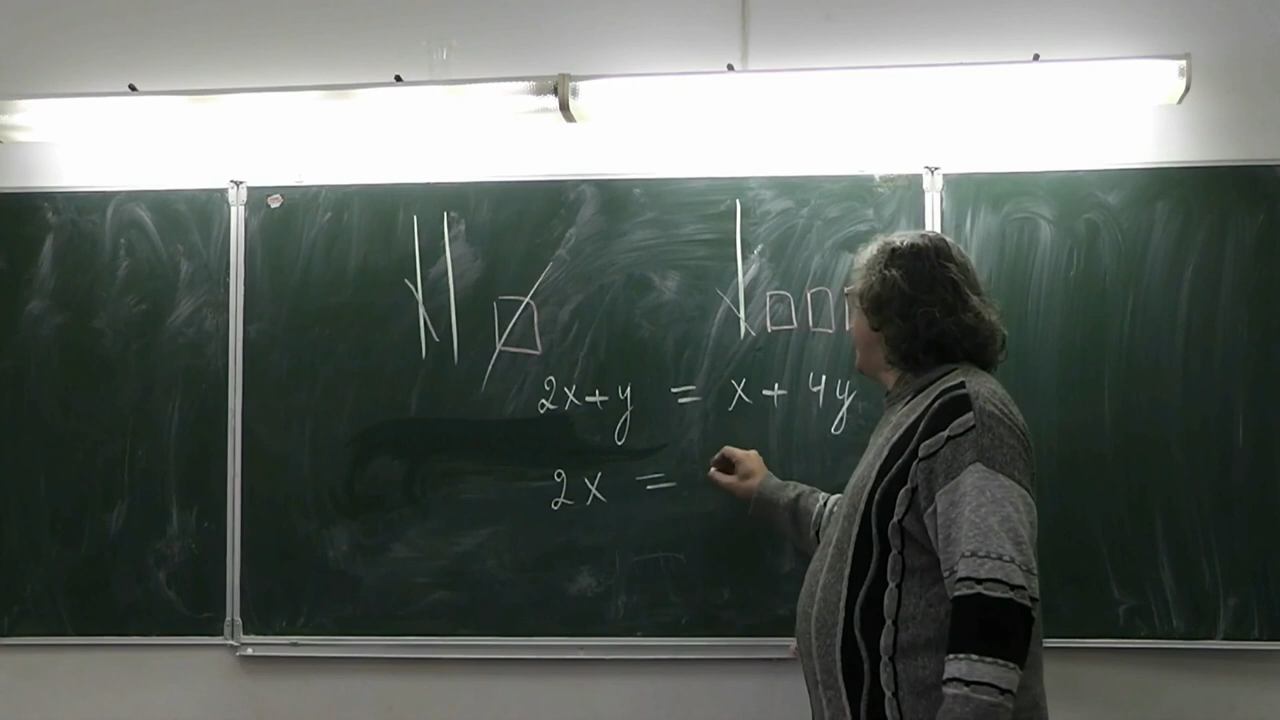 2x+y = x + 4y
2x =